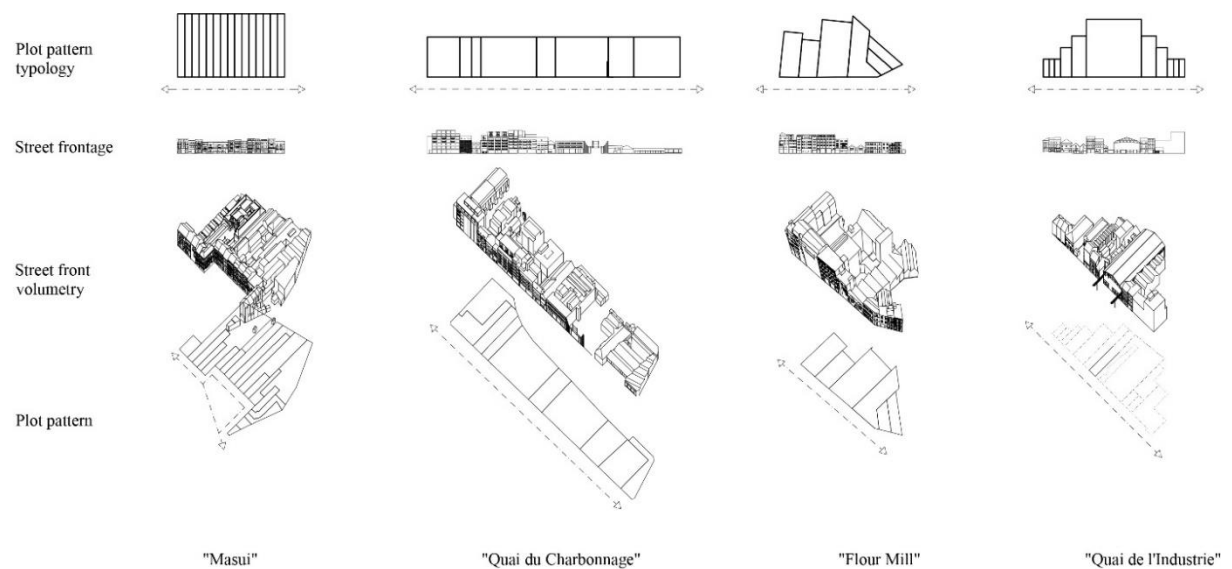 Plot pattern
typology
Street frontage
Street front
volumetry
Plot pattern
"Masui"
"Quai du Charbonnage"
"Flour Mill"
"Quai de l'Industrie"